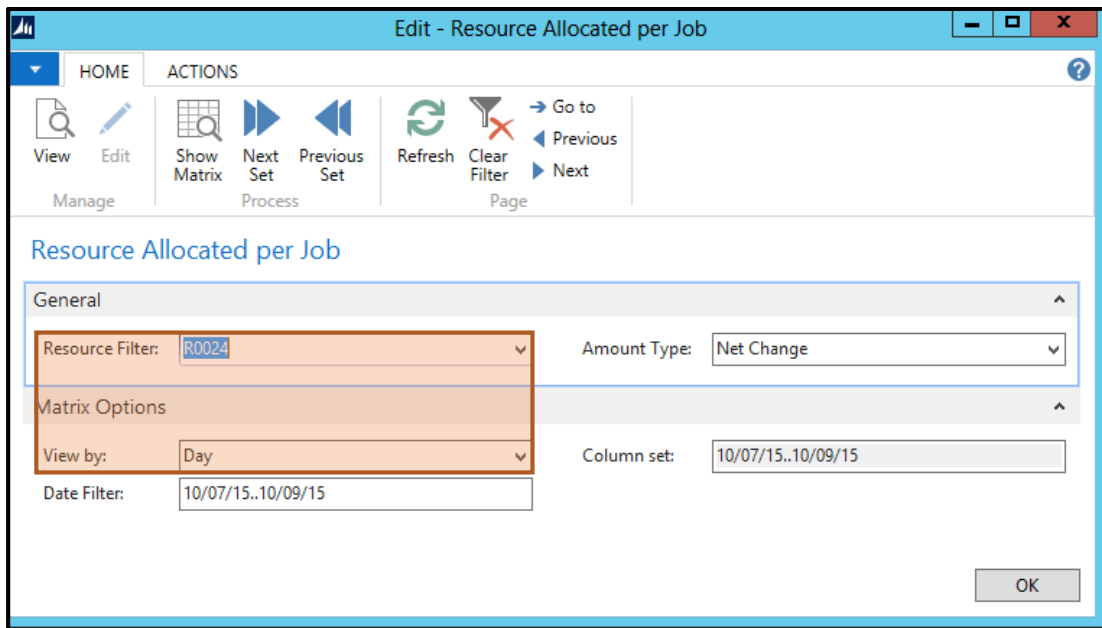 Edit - Resource Allocated per Job
HOME ACTIONS
View
Edit
Show Matrix
Next Set
Previous Set
Refresh
Clear Filter
Go to
Previous
Next
Manage
Process
Page
Resource Allocated per Job
General
Resource Filter: R0024
Amount Type: Net Change
Matrix Options
View by: Day
Column set: 10/07/15..10/09/15
Date Filter: 10/07/15..10/09/15
OK